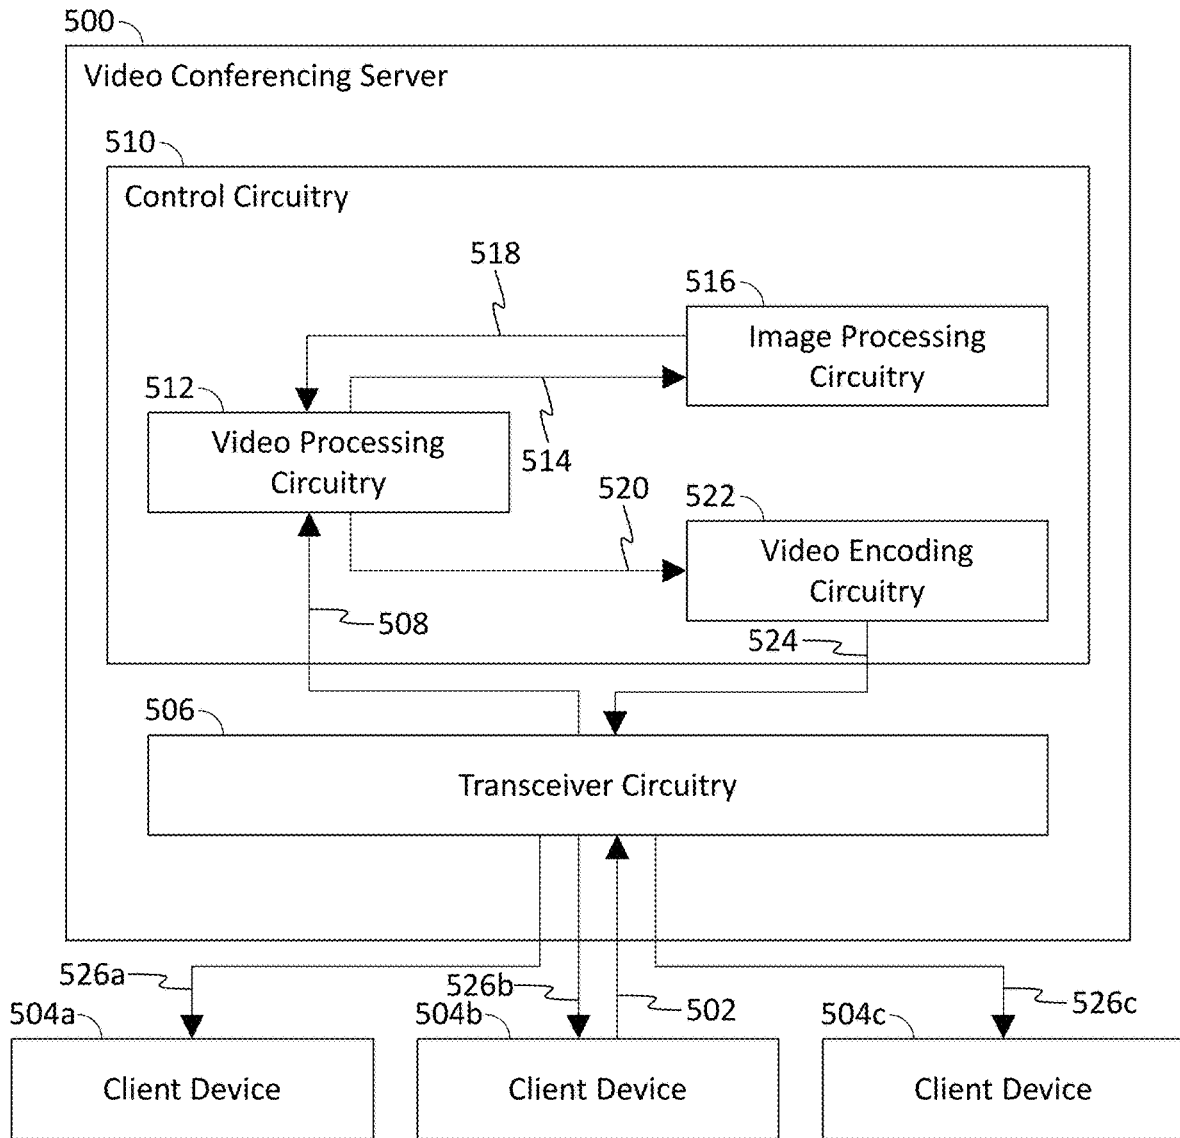 500
Video Conferencing Server
510
Control Circuitry
518
516
Image Processing
Circuitry
512
Video Processing
Circuitry
514
520
522
Video Encoding
Circuitry
508
524
506
Transceiver Circuitry
526a
526b
502
526c
504a
504b
504c
Client Device
Client Device
Client Device